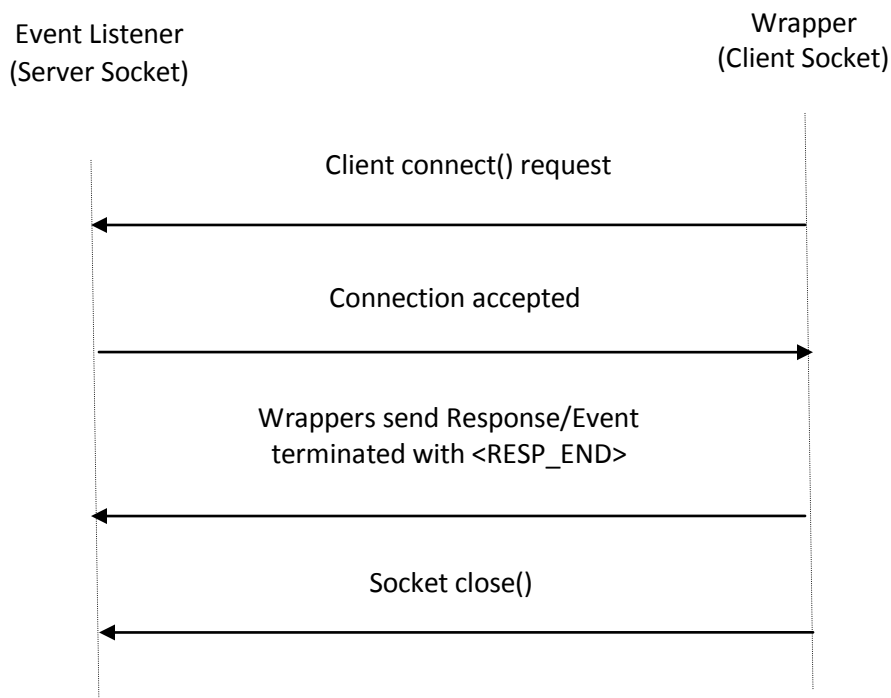 Event Listener
(Server Socket)
Wrapper
(Client Socket)
Client connect() request
Connection accepted
Wrappers send Response/Event
terminated with <RESP_END>
Socket close()